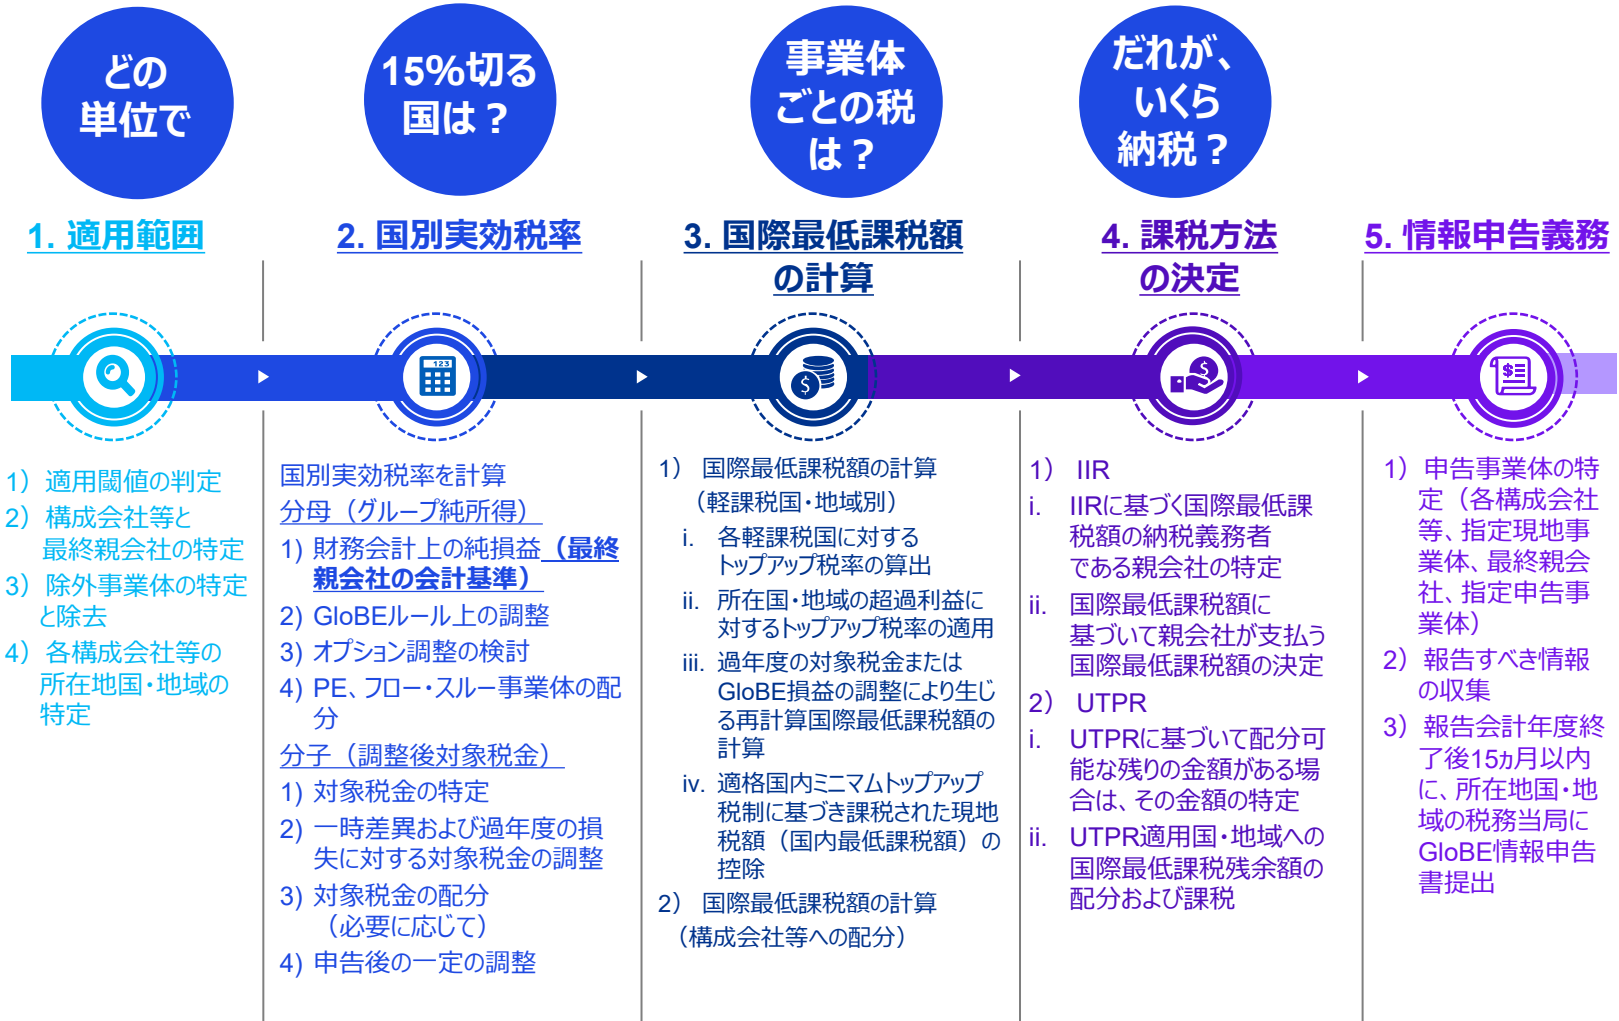 どの
単位で
15%切る
国は？
事業体
ごとの税
は？
だれが、
いくら
納税？
1. 適用範囲
2. 国別実効税率
3. 国際最低課税額
の計算
4. 課税方法
の決定
5. 情報申告義務
123
$
$
$
1）適用閾値の判定
2）構成会社等と
最終親会社の特定
3）除外事業体の特定
と除去
4）各構成会社等の
所在地国・地域の
特定
国別実効税率を計算
分母（グループ純所得）
1) 財務会計上の純損益（最終
親会社の会計基準）
2) GloBEルール上の調整
3) オプション調整の検討
4) PE、フロー・スルー事業体の配
分
分子（調整後対象税金）
1) 対象税金の特定
2) 一時差異および過年度の損
失に対する対象税金の調整
3) 対象税金の配分
（必要に応じて）
4) 申告後の一定の調整
1） 国際最低課税額の計算
（軽課税国・地域別）
i. 各軽課税国に対する
トップアップ税率の算出
ii. 所在国・地域の超過利益に
対するトップアップ税率の適用
iii. 過年度の対象税金または
GloBE損益の調整により生じ
る再計算国際最低課税額の
計算
iv. 適格国内ミニマムトップアップ
税制に基づき課税された現地
税額（国内最低課税額）の
控除
2） 国際最低課税額の計算
（構成会社等への配分）
1） IIR
i. IIRに基づく国際最低課
税額の納税義務者
である親会社の特定
ii. 国際最低課税額に
基づいて親会社が支払う
国際最低課税額の決定
2） UTPR
i. UTPRに基づいて配分可
能な残りの金額がある場
合は、その金額の特定
ii. UTPR適用国・地域への
国際最低課税残余額の
配分および課税
1）申告事業体の特
定（各構成会社
等、指定現地事
業体、最終親会
社、指定申告事
業体）
2）報告すべき情報
の収集
3）報告会計年度終
了後15ヵ月以内
に、所在地国・地
域の税務当局に
GloBE情報申告
書提出